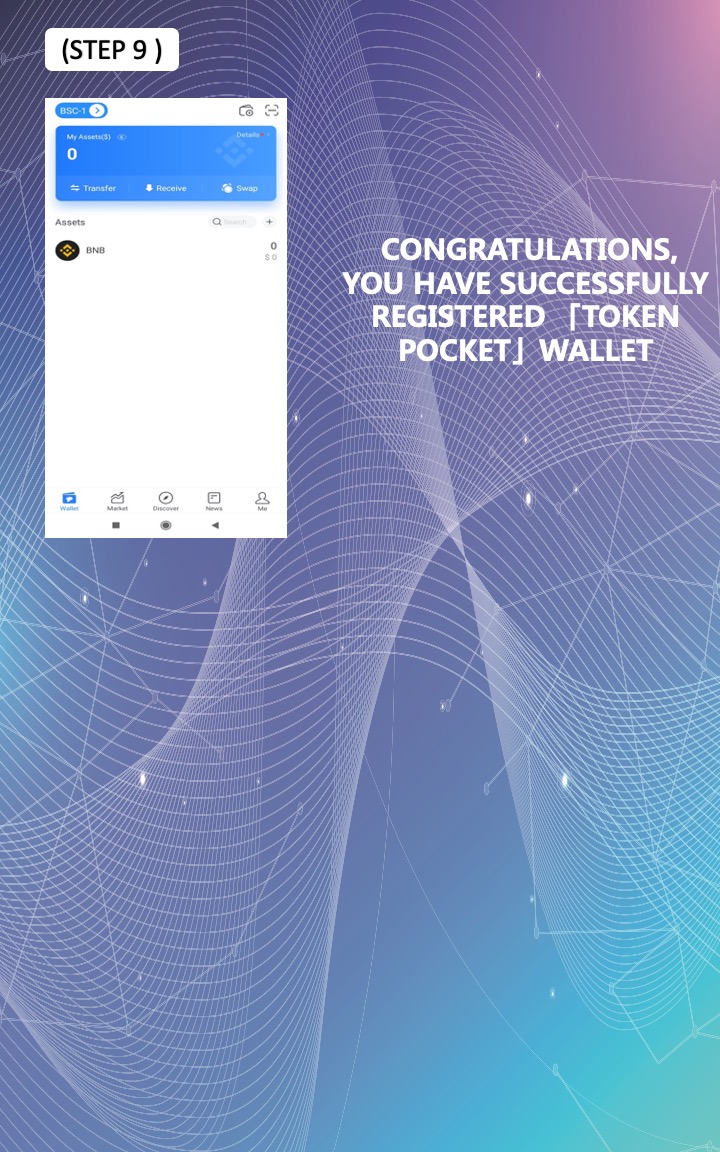 (STEP 9 )
BSC-1
My Assets($)
Details
0
Transfer
Receive
Swap
Assets
Search
+
BNB
0
$ 0
Wallet
Market
Discover
News
Me
CONGRATULATIONS,
YOU HAVE SUCCESSFULLY
REGISTERED 「TOKEN
POCKET」 WALLET